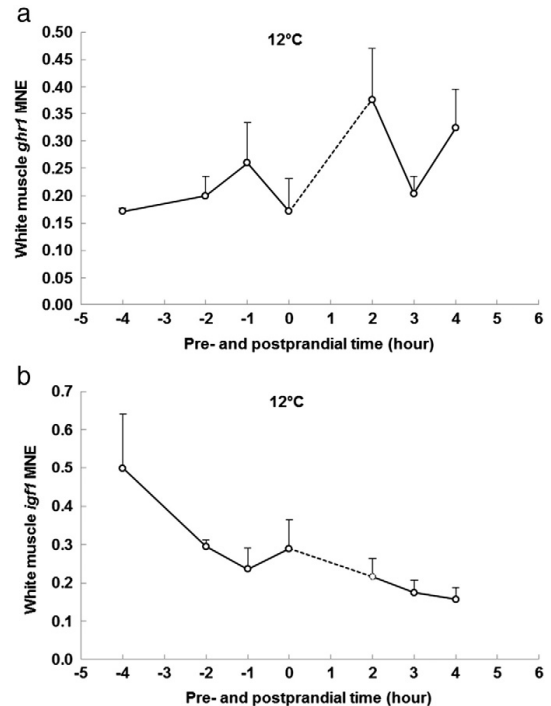 a
12°C
White muscle ghr1 MNE
0.50
0.45
0.40
0.35
0.30
0.25
0.20
0.15
0.10
0.05
0.00
-5 -4 -3 -2 -1 0 1 2 3 4 5 6
Pre- and postprandial time (hour)
b
12°C
White muscle igf1 MNE
0.7
0.6
0.5
0.4
0.3
0.2
0.1
0.0
-5 -4 -3 -2 -1 0 1 2 3 4 5 6
Pre- and postprandial time (hour)